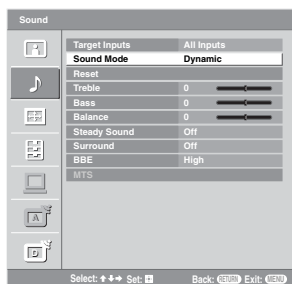 Sound
Target Inputs All Inputs
Sound Mode Dynamic
Reset
Treble 0
Bass 0
Balance 0
Steady Sound Off
Surround Off
BBE High
MTS
A
D
Select: Set: Back: RETURN Exit: MENU